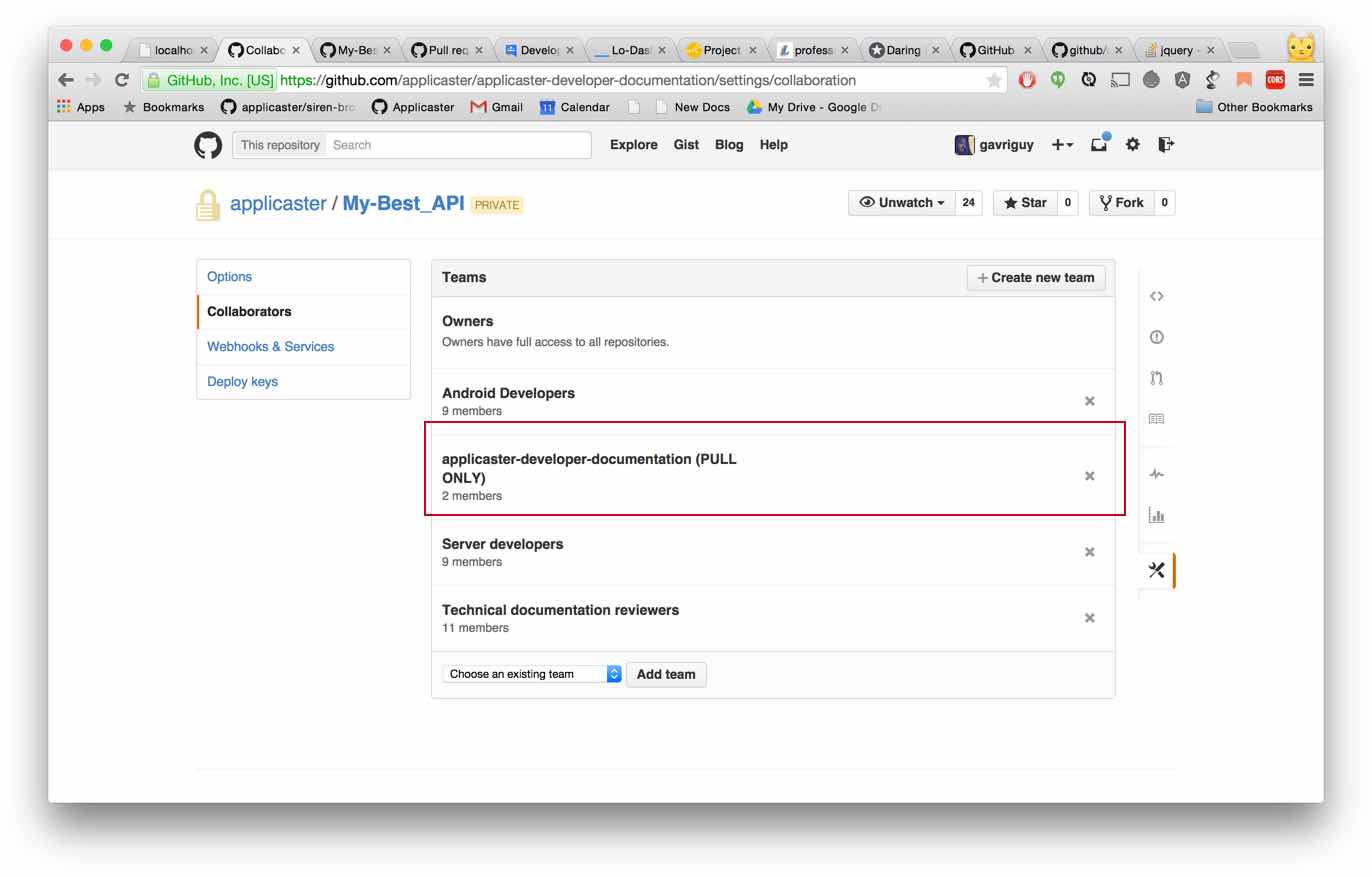 localho
Collabo
My-Bes
Pull req
Develop
Lo-Das
Project
profess
Daring
GitHub
github/
jquery -
GitHub, Inc. [US] https://github.com/applicaster/applicaster-developer-documentation/settings/collaboration
CORS
Apps
Bookmarks
applicaster/siren-bro
Applicaster
Gmail
11
Calendar
New Docs
My Drive - Google D
Other Bookmarks
This repository
Search
Explore
Gist
Blog
Help
gavriguy
applicaster / My-Best_API PRIVATE
Unwatch 24
Star 0
Fork 0
Options
Collaborators
Webhooks & Services
Deploy keys
Teams
Create new team
Owners
Owners have full access to all repositories.
Android Developers
9 members
applicaster-developer-documentation (PULL
ONLY)
2 members
Server developers
9 members
Technical documentation reviewers
11 members
Choose an existing team
Add team